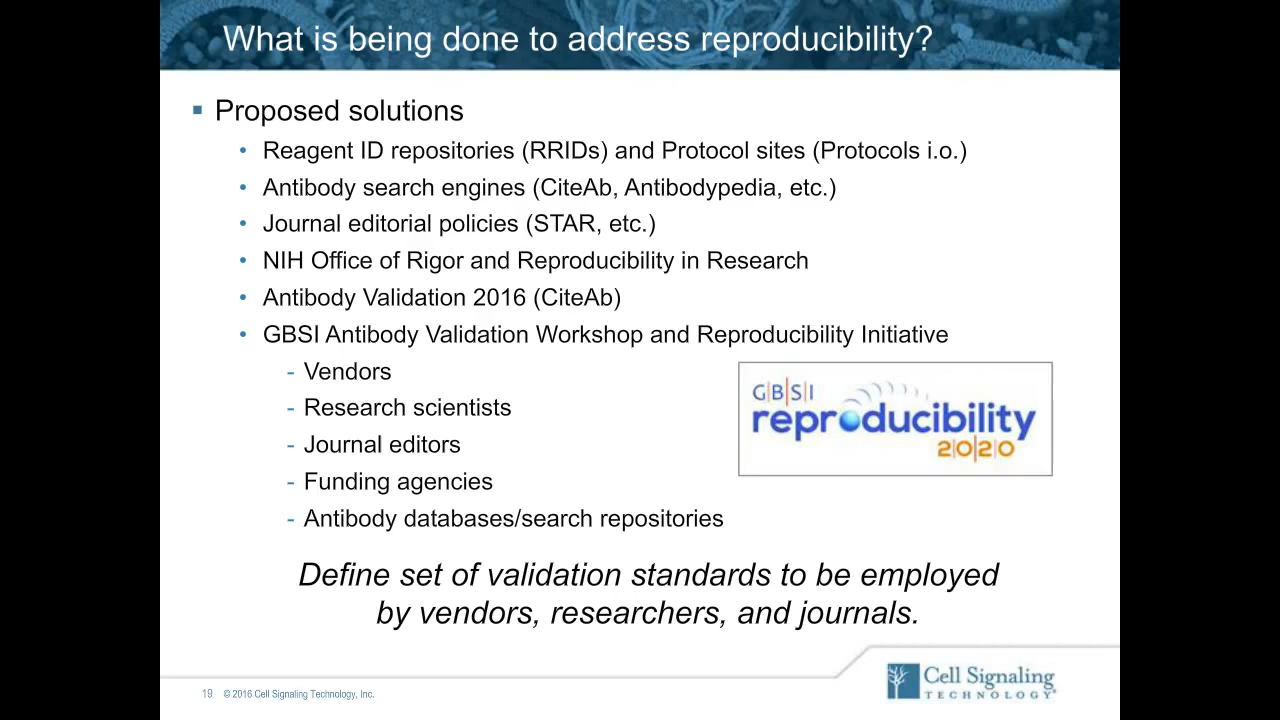 What is being done to address reproducibility?
▪ Proposed solutions
• Reagent ID repositories (RRIDs) and Protocol sites (Protocols i.o.)
• Antibody search engines (CiteAb, Antibodypedia, etc.)
• Journal editorial policies (STAR, etc.)
• NIH Office of Rigor and Reproducibility in Research
• Antibody Validation 2016 (CiteAb)
• GBSI Antibody Validation Workshop and Reproducibility Initiative
- Vendors
- Research scientists
- Journal editors
- Funding agencies
- Antibody databases/search repositories
G|B|S|I
reproducibility
2|0|2|0
Define set of validation standards to be employed
by vendors, researchers, and journals.
19 © 2016 Cell Signaling Technology, Inc.
Cell Signaling
TECHNOLOGY®